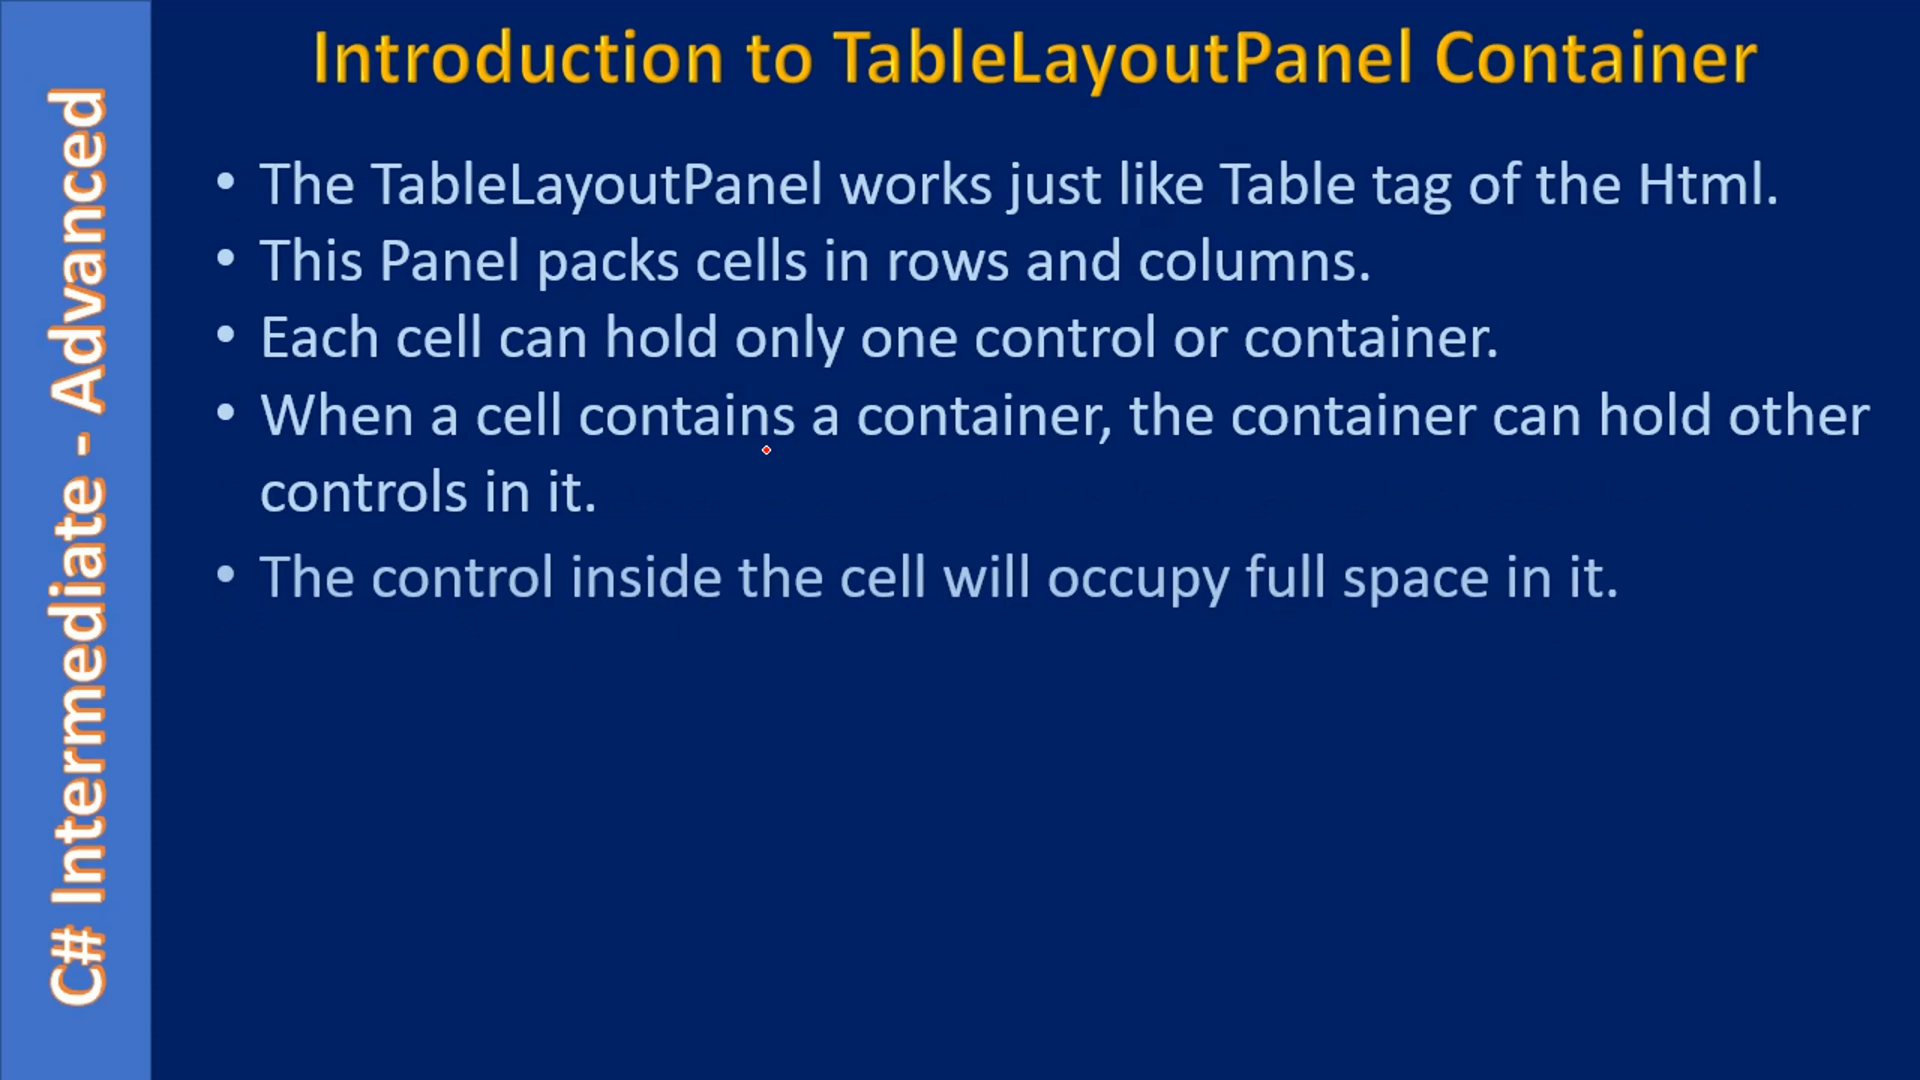 Introduction to TableLayoutPanel Container
• The TableLayoutPanel works just like Table tag of the Html.
• This Panel packs cells in rows and columns.
• Each cell can hold only one control or container.
• When a cell contains a container, the container can hold other
controls in it.
• The control inside the cell will occupy full space in it.
C# Intermediate - Advanced